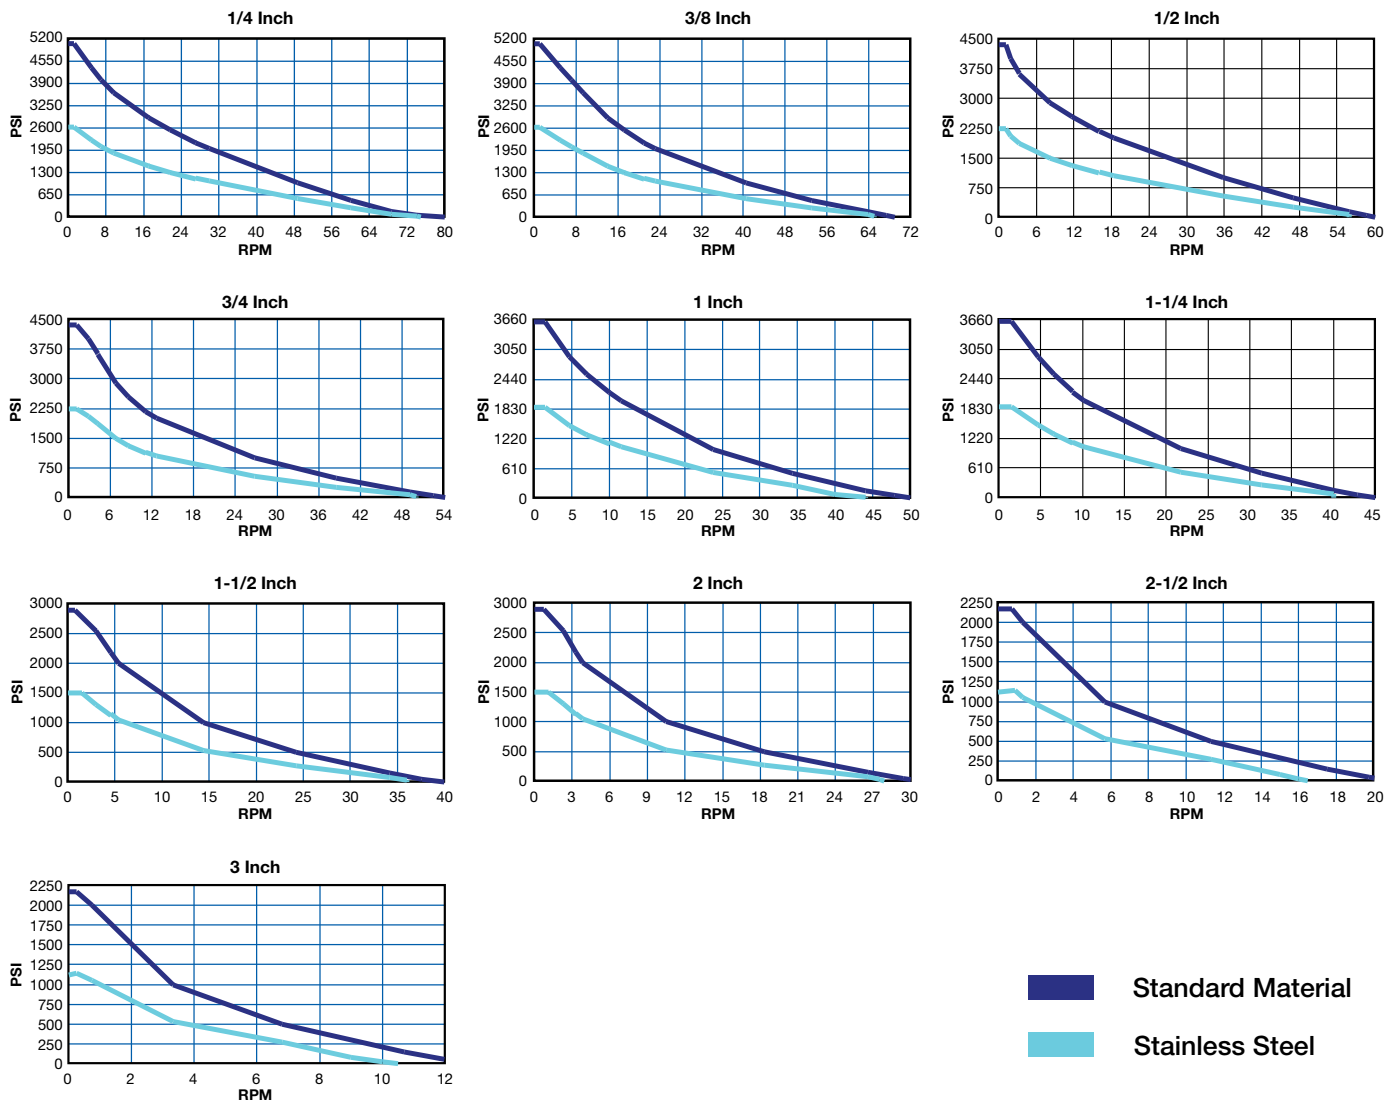 1/4 Inch
PSI
5200
4550
3900
3250
2600
1950
1300
650
0
0 8 16 24 32 40 48 56 64 72 80
RPM
3/8 Inch
PSI
5200
4550
5900
3250
2600
1950
1300
650
0
0 8 16 24 32 40 48 56 64 72
RPM
1/2 Inch
PSI
4500
3750
3000
2250
1500
750
0
0 6 12 18 24 30 36 42 48 54 60
RPM
3/4 Inch
PSI
4500
3750
3000
2250
1500
750
0
0 6 12 18 24 30 36 42 48 54
RPM
1 Inch
PSI
3660
3050
2440
1830
1220
610
0
0 5 10 15 20 25 30 35 40 45 50
RPM
1-1/4 Inch
PSI
3660
3050
2440
1830
1220
610
0
0 5 10 15 20 25 30 35 40 45
RPM
1-1/2 Inch
PSI
3000
2500
2000
1500
1000
500
0
0 5 10 15 20 25 30 35 40
RPM
2 Inch
PSI
3000
2500
2000
1500
1000
500
0
0 3 6 9 12 15 18 21 24 27 30
RPM
2-1/2 Inch
PSI
2250
2000
1750
1500
1250
1000
750
500
250
0
0 2 4 6 8 10 12 14 16 18 20
RPM
3 Inch
PSI
2250
2000
1750
1500
1250
1000
750
500
250
0
0 2 4 6 8 10 12
RPM
Standard Material
Stainless Steel